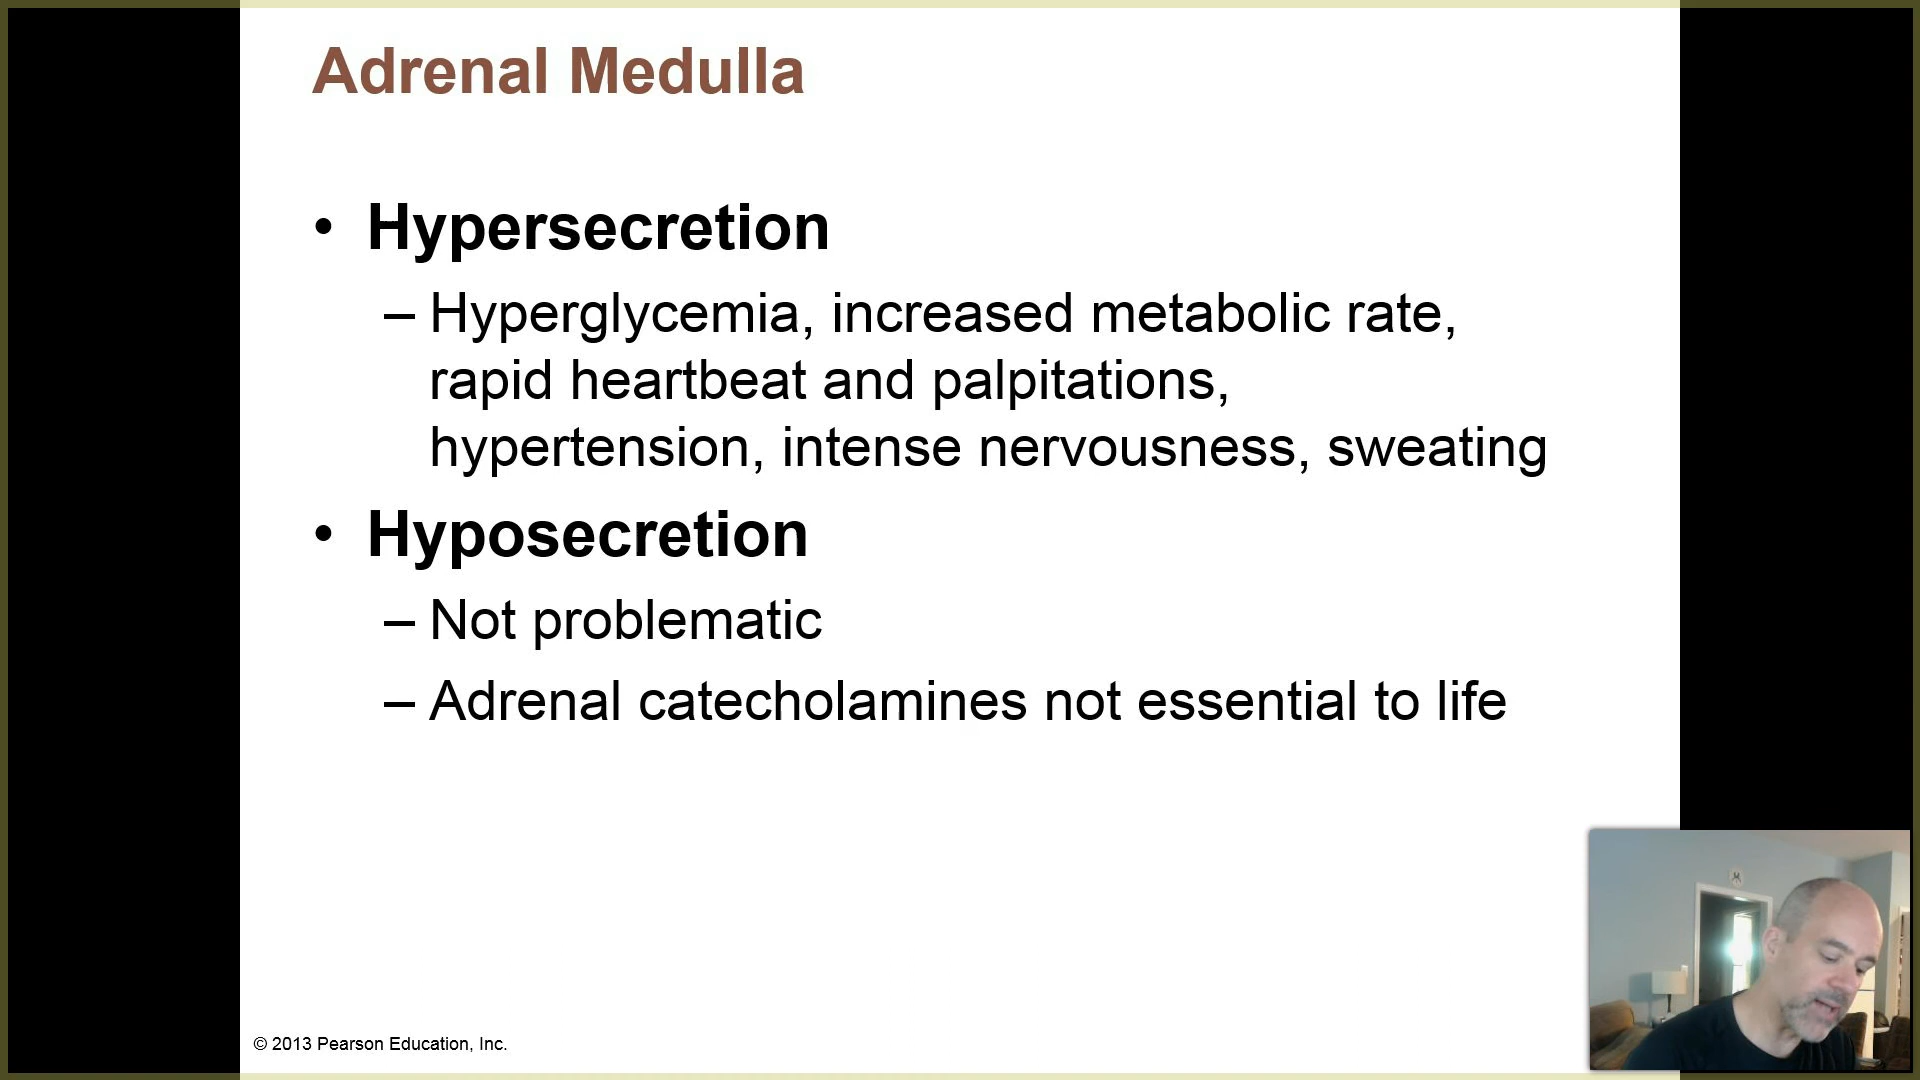 Adrenal Medulla
• Hypersecretion
– Hyperglycemia, increased metabolic rate,
rapid heartbeat and palpitations,
hypertension, intense nervousness, sweating
• Hyposecretion
– Not problematic
– Adrenal catecholamines not essential to life
© 2013 Pearson Education, Inc.